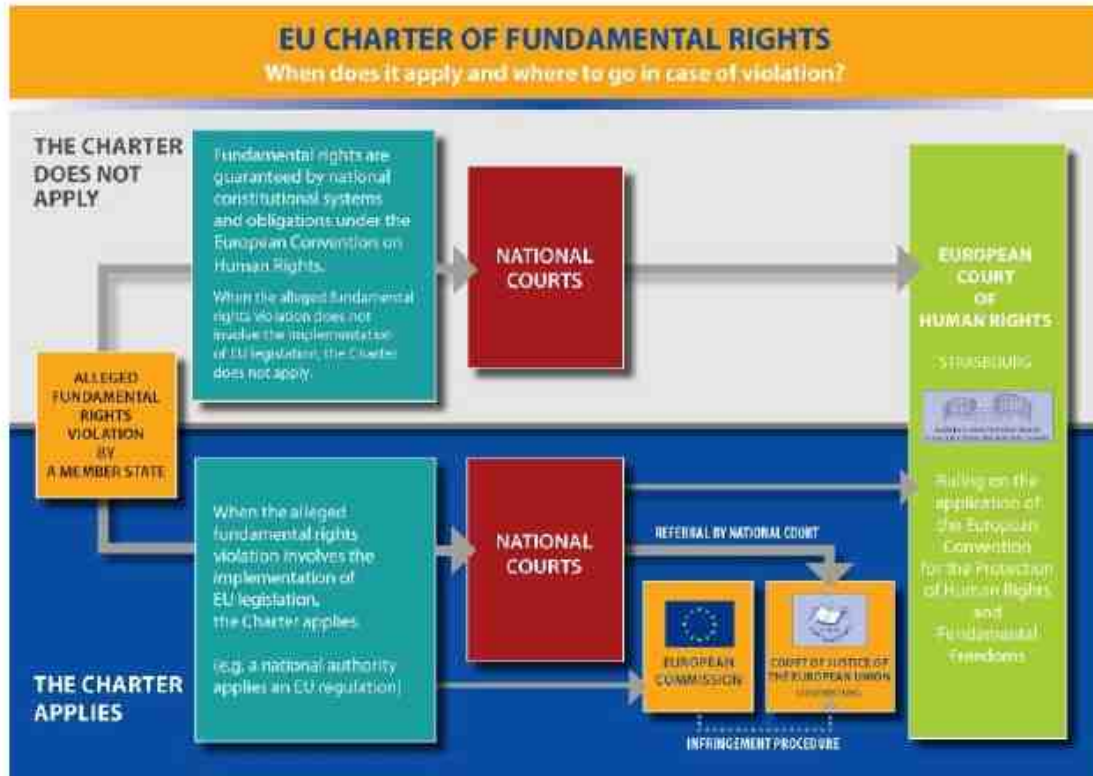 EU CHARTER OF FUNDAMENTAL RIGHTS
When does it apply and where to go in case of violation?
THE CHARTER
DOES NOT
APPLY
Fundamental rights are
guaranteed by national
constitutional systems
and obligations under the
European Convention on
Human Rights.
When the alleged fundamental
rights violation does not
involve the implementation
of EU legislation, the Charter
does not apply.
NATIONAL
COURTS
EUROPEAN
COURT
OF
HUMAN RIGHTS
STRASBOURG
Ruling on the
application of
the European
Convention
for the Protection
of Human Rights
and
Fundamental
Freedoms
ALLEGED
FUNDAMENTAL
RIGHTS
VIOLATION
BY
A MEMBER STATE
When the alleged
fundamental rights
violation involves the
implementation of
EU legislation,
the Charter applies
(e.g. a national authority
applies an EU regulation)
NATIONAL
COURTS
REFERRAL BY NATIONAL COURT
EUROPEAN
COMMISSION
COURT OF JUSTICE OF
THE EUROPEAN UNION
INFRINGEMENT PROCEDURE
THE CHARTER
APPLIES